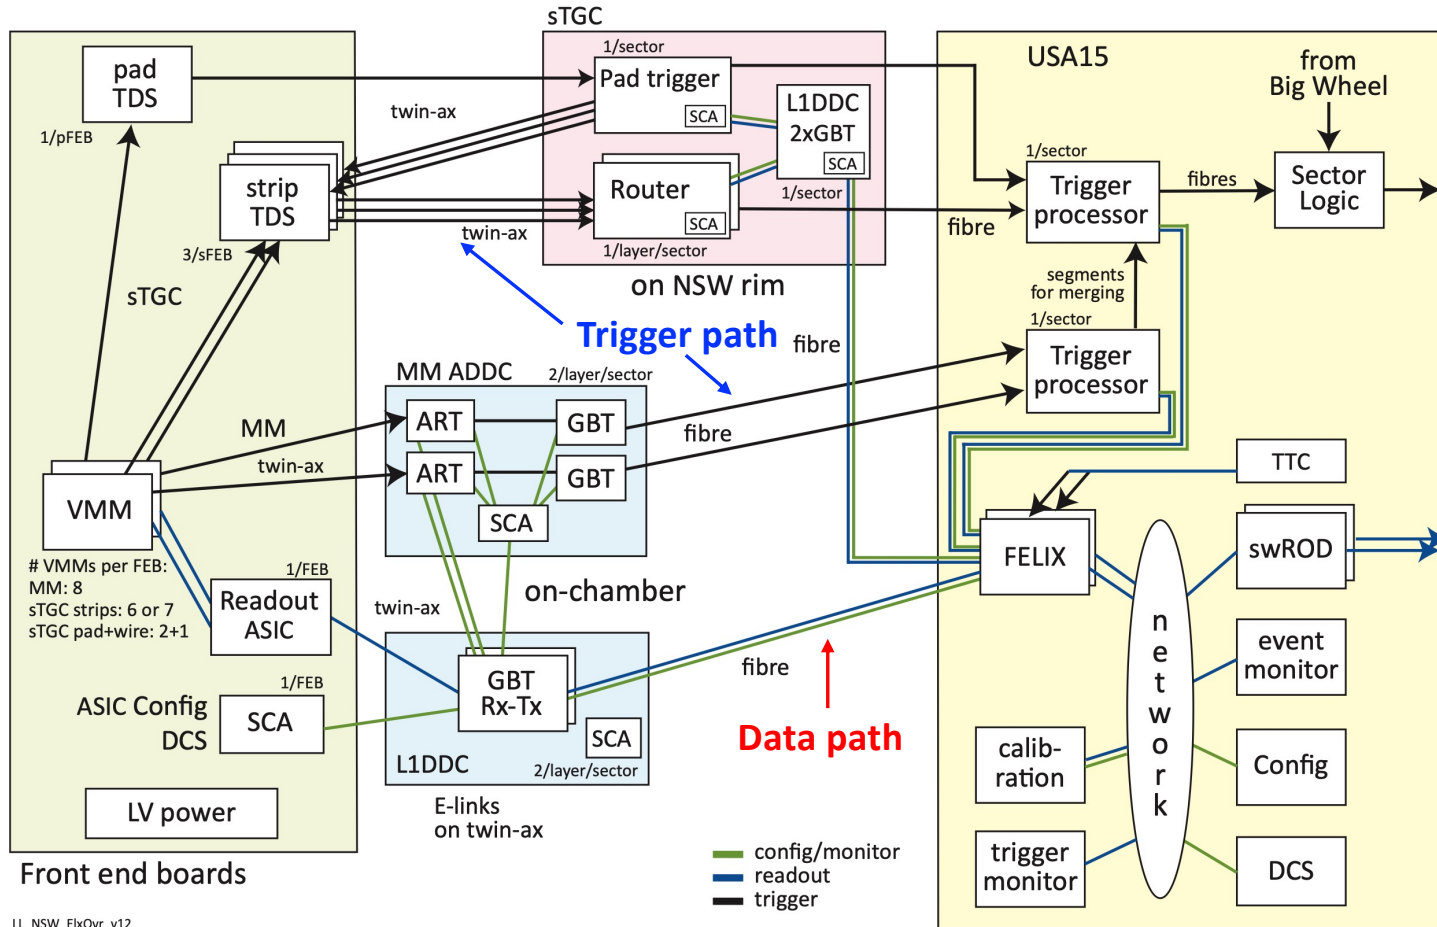 sTGC
pad
TDS
1/pFEB
strip
TDS
3/sFEB
sTGC
twin-ax
twin-ax
1/sector
Pad trigger
SCA
Router
SCA
1/layer/sector
L1DDC
2xGBT
SCA
1/sector
on NSW rim
USA15
from
Big Wheel
1/sector
Trigger
processor
fibres
Sector
Logic
fibre
segments
for merging
1/sector
Trigger
processor
Trigger path
fibre
MM ADDC
2/layer/sector
ART
GBT
ART
GBT
SCA
fibre
MM
twin-ax
VMM
# VMMs per FEB:
MM: 8
sTGC strips: 6 or 7
sTGC pad+wire: 2+1
1/FEB
Readout
ASIC
twin-ax
on-chamber
1/FEB
ASIC Config
DCS
SCA
GBT
Rx-Tx
SCA
L1DDC
2/layer/sector
E-links
on twin-ax
LV power
Front end boards
fibre
Data path
TTC
FELIX
swROD
network
event
monitor
calib-
ration
Config
trigger
monitor
DCS
config/monitor
readout
trigger
LL_NSW_FlxOvr_v12